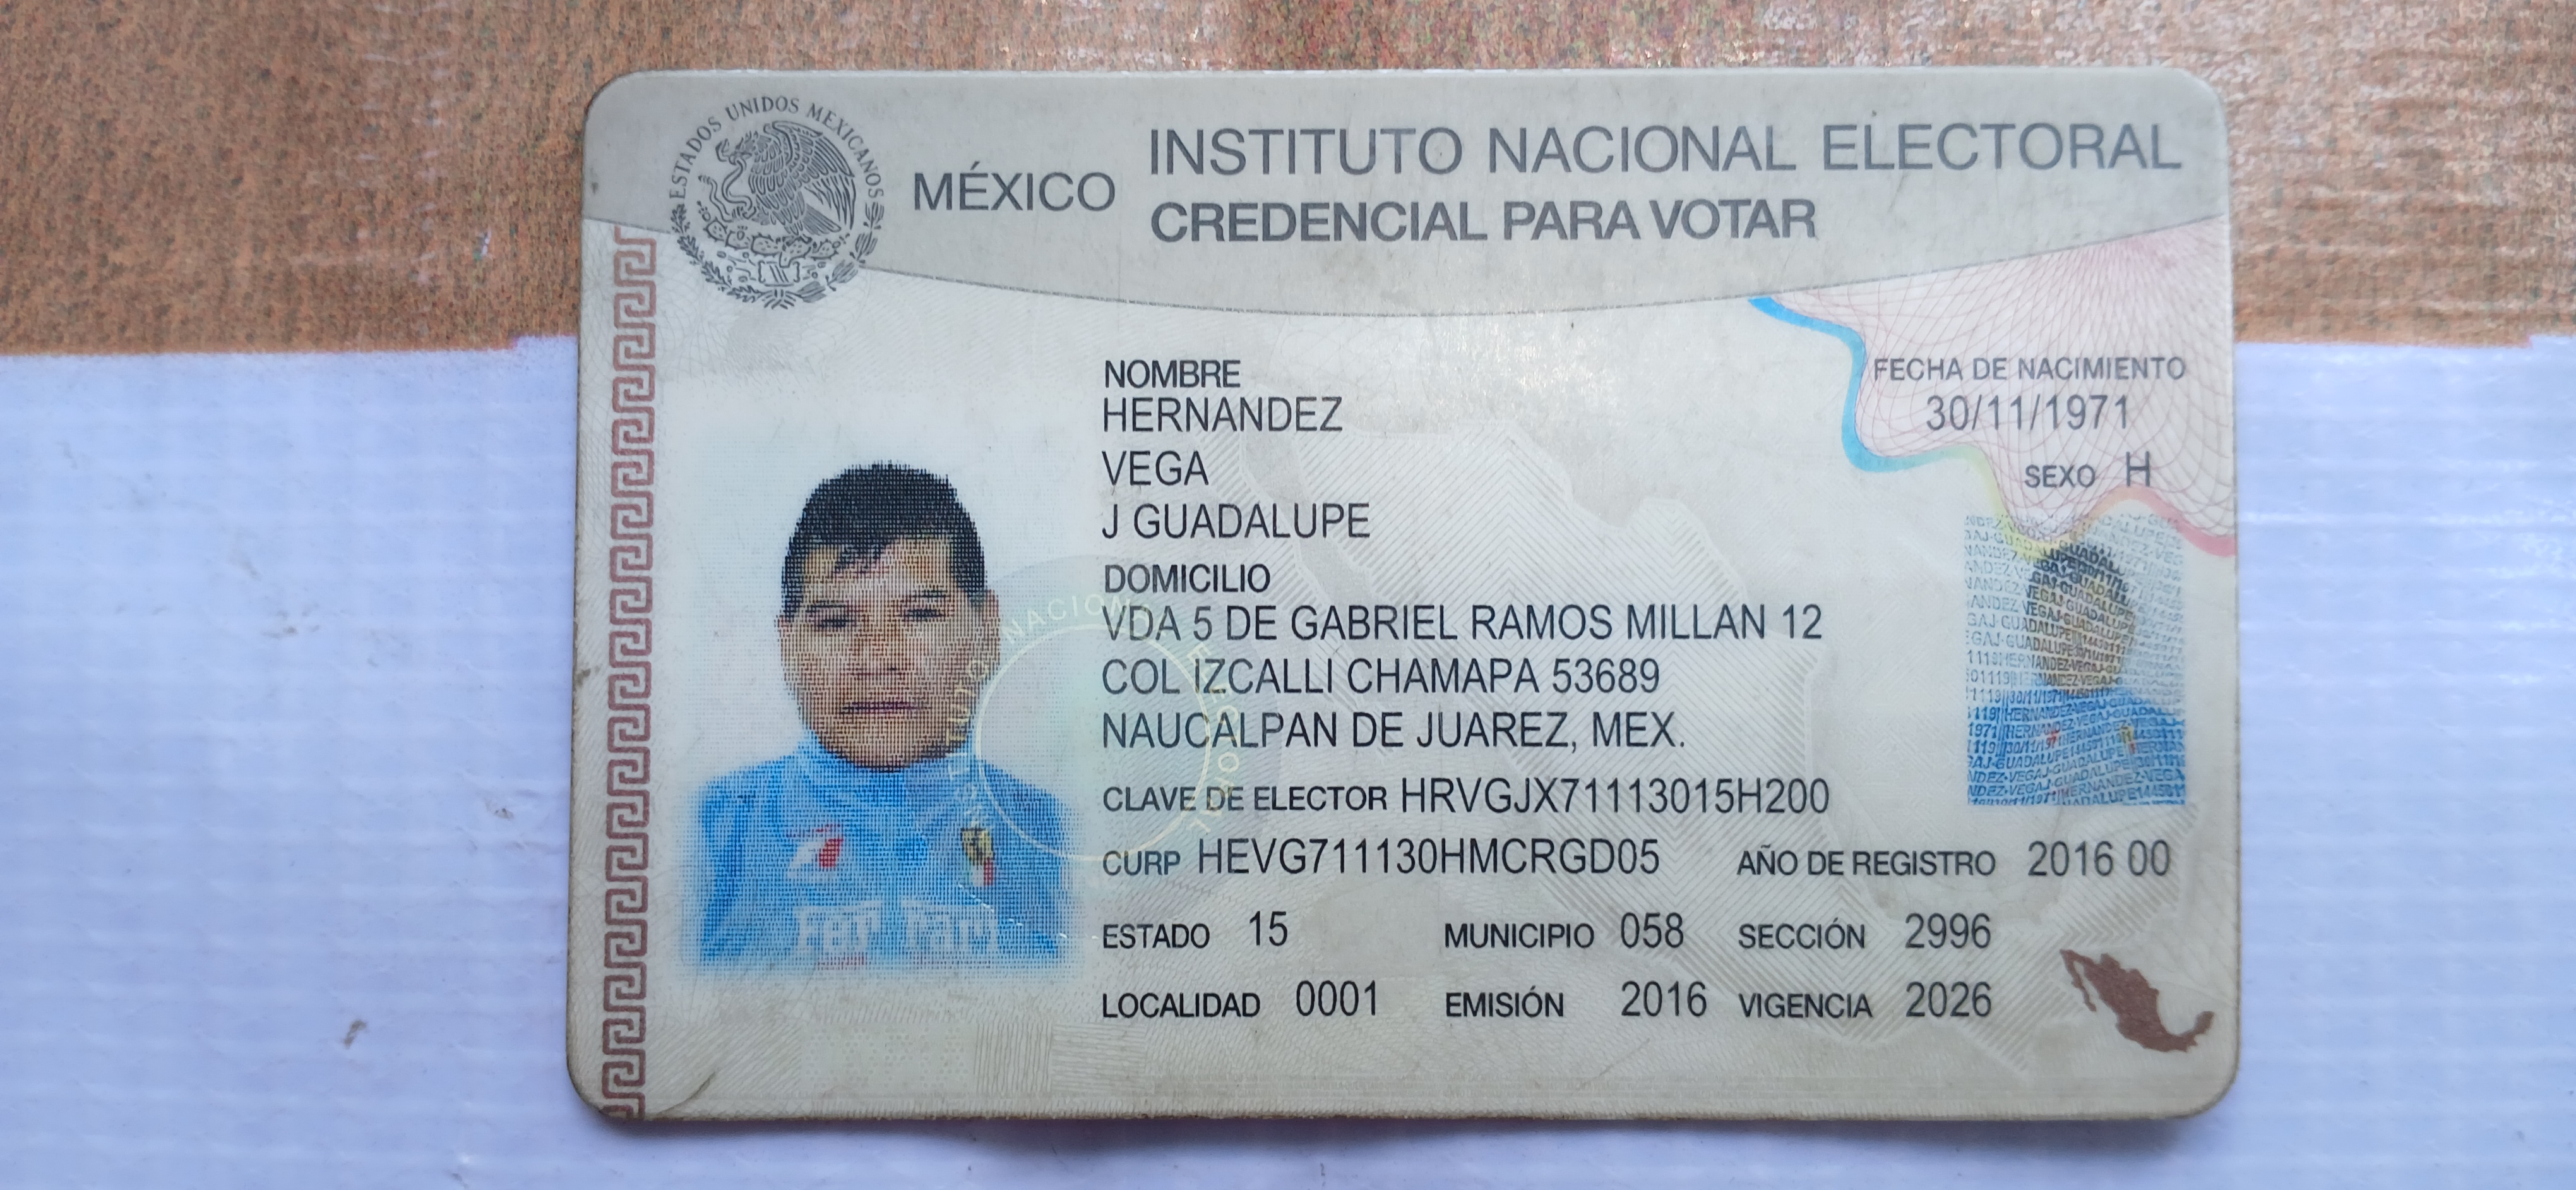 ESTADOS UNIDOS MEXICANOS
MÉXICO
INSTITUTO NACIONAL ELECTORAL
CREDENCIAL PARA VOTAR
NOMBRE
HERNANDEZ
VEGA
J GUADALUPE
FECHA DE NACIMIENTO
30/11/1971
SEXO H
DOMICILIO
VDA 5 DE GABRIEL RAMOS MILLAN 12
COL IZCALLI CHAMAPA 53689
NAUCALPAN DE JUAREZ, MEX.
CLAVE DE ELECTOR HRVGJX71113015H200
CURP HEVG711130HMCRGD05 AÑO DE REGISTRO 2016 00
ESTADO 15 MUNICIPIO 058 SECCIÓN 2996
LOCALIDAD 0001 EMISIÓN 2016 VIGENCIA 2026